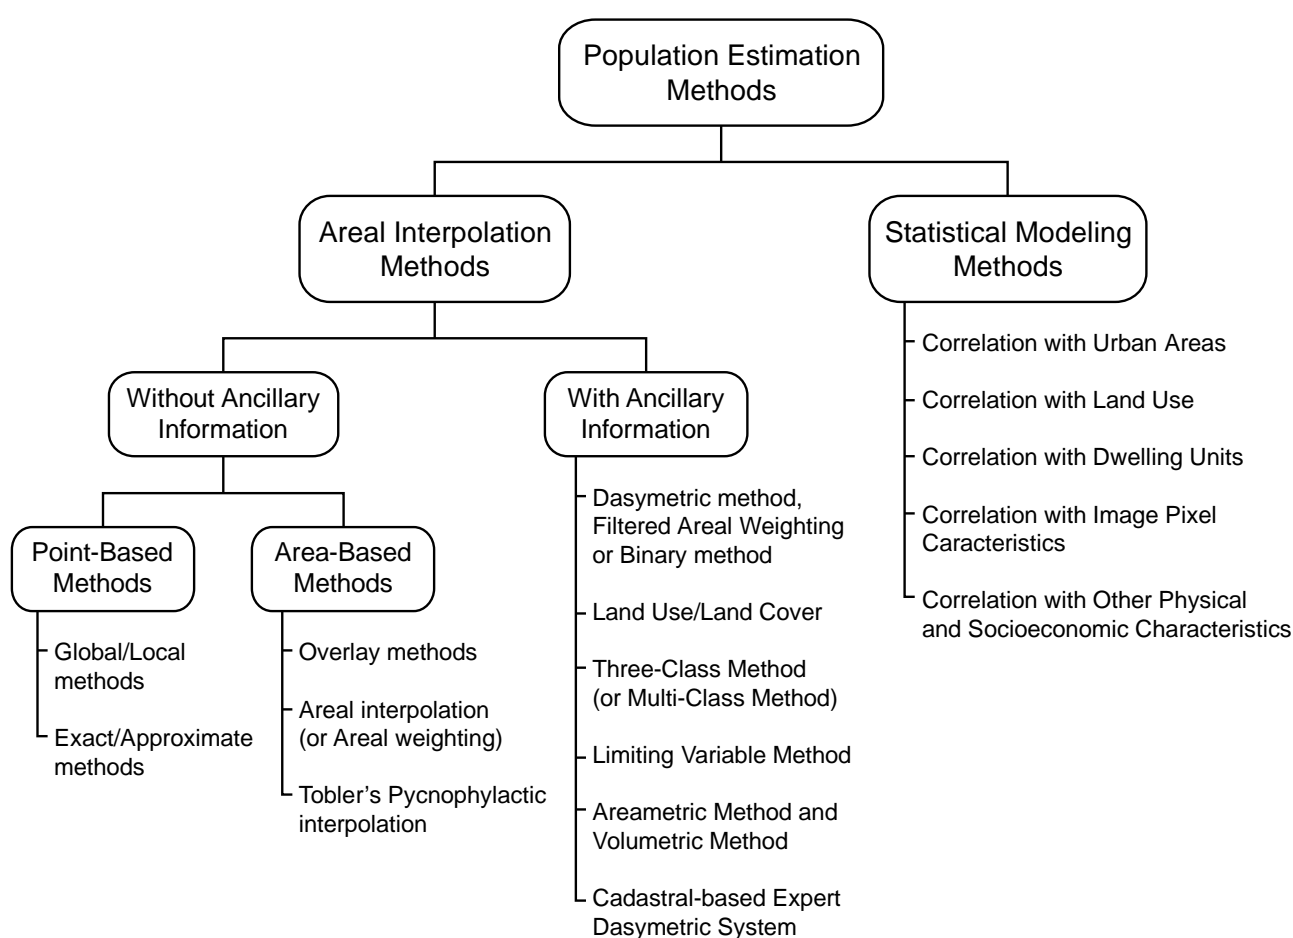 Population Estimation
Methods
Areal Interpolation
Methods
Statistical Modeling
Methods
Without Ancillary
Information
With Ancillary
Information
Point-Based
Methods
Area-Based
Methods
Global/Local
methods
Exact/Approximate
methods
Overlay methods
Areal interpolation
(or Areal weighting)
Tobler’s Pycnophylactic
interpolation
Dasymetric method,
Filtered Areal Weighting
or Binary method
Land Use/Land Cover
Three-Class Method
(or Multi-Class Method)
Limiting Variable Method
Areametric Method and
Volumetric Method
Cadastral-based Expert
Dasymetric System
Correlation with Urban Areas
Correlation with Land Use
Correlation with Dwelling Units
Correlation with Image Pixel
Caracteristics
Correlation with Other Physical
and Socioeconomic Characteristics